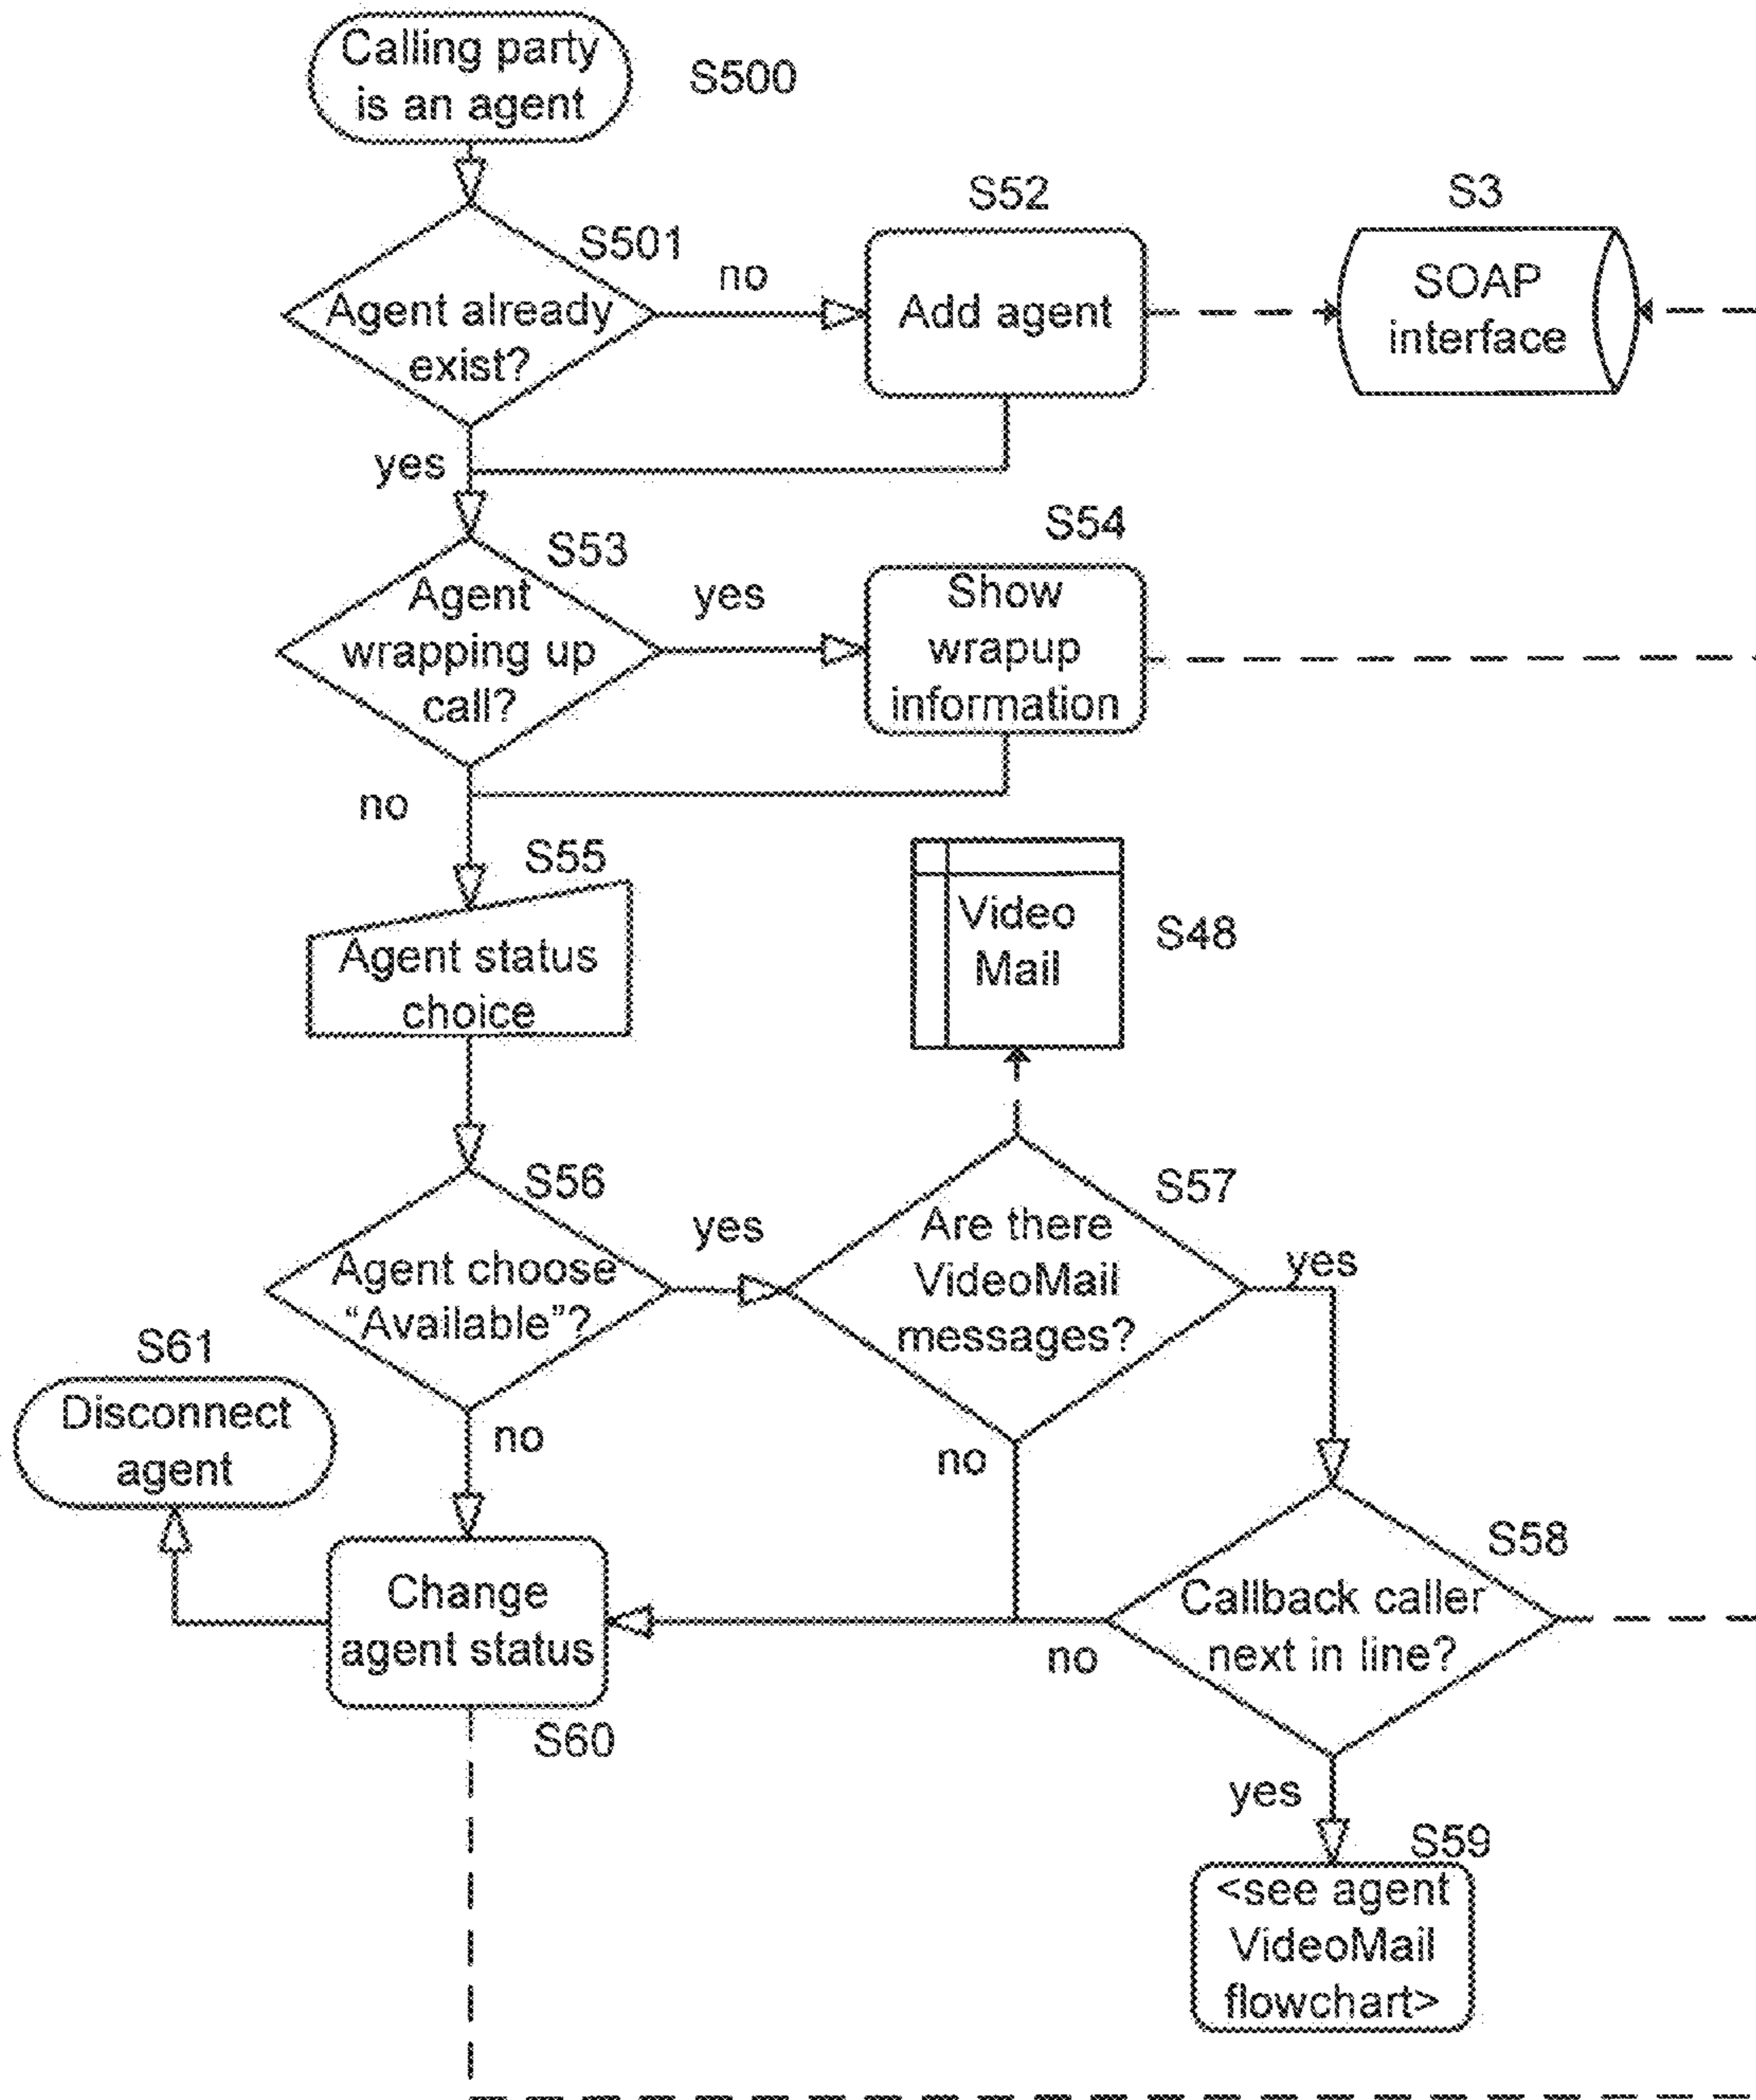 Calling party
is an agent
S500
S501
Agent already
exist?
no
S52
Add agent
S3
SOAP
interface
yes
S53
Agent
wrapping up
call?
yes
S54
Show
wrapup
information
no
S55
Agent status
choice
Video
Mail
S48
S56
Agent choose
“Available”?
yes
S57
Are there
VideoMail
messages?
yes
S61
Disconnect
agent
no
no
S58
Callback caller
next in line?
no
Change
agent status
S60
yes
S59
<see agent
VideoMail
flowchart>